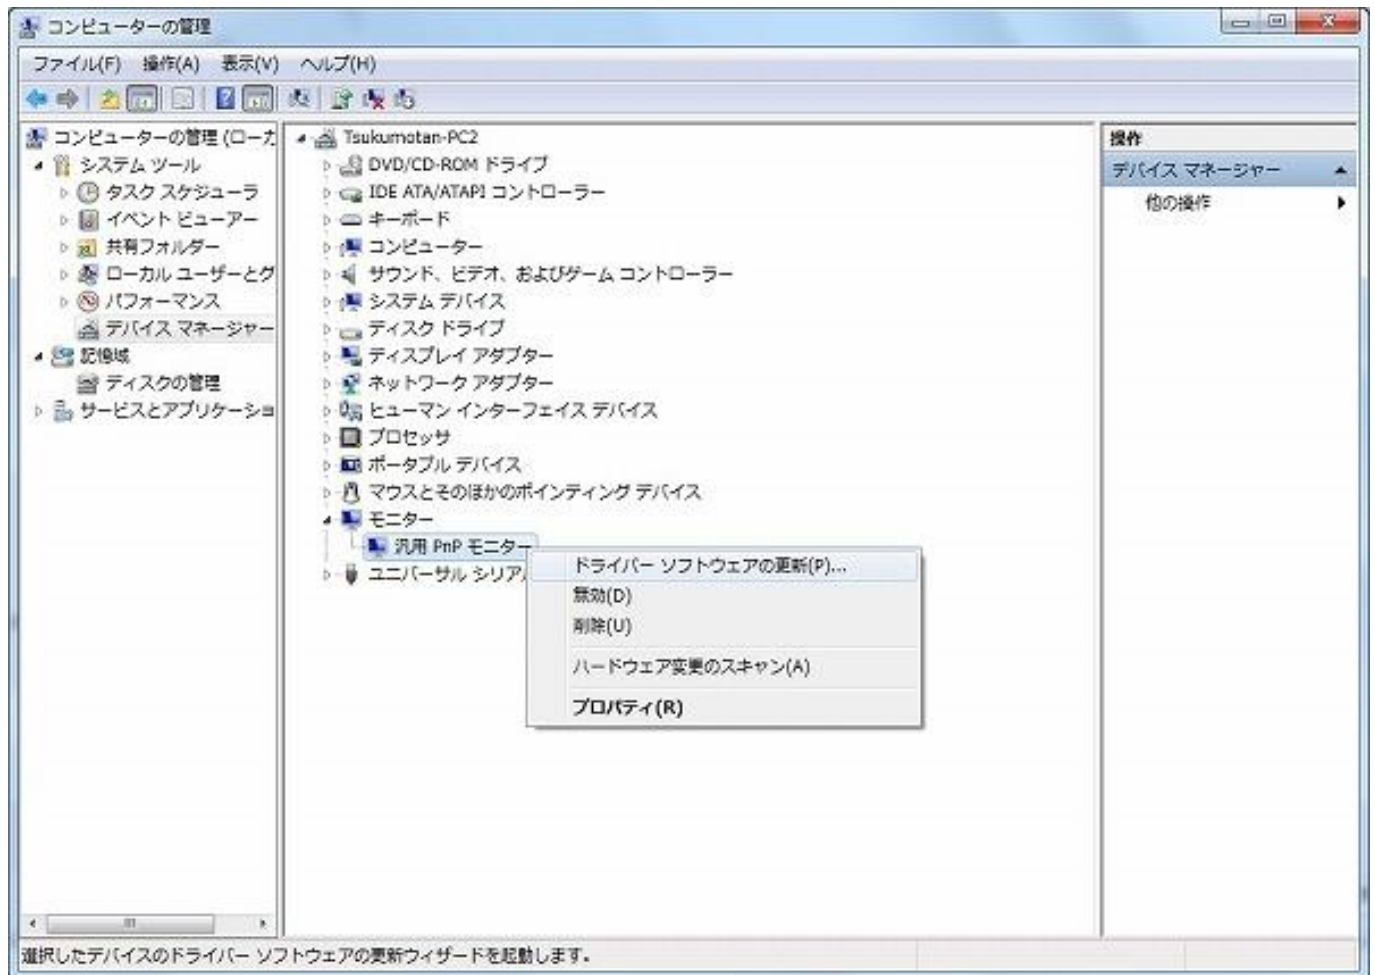 コンピューターの管理
ファイル(F) 操作(A) 表示(V) ヘルプ(H)
コンピューターの管理 (ローカ
システム ツール
タスク スケジューラ
イベント ビューアー
共有フォルダー
ローカル ユーザーとグ
パフォーマンス
デバイス マネージャー
記憶域
ディスクの管理
サービスとアプリケーショ
Tsukumotan-PC2
DVD/CD-ROM ドライブ
IDE ATA/ATAPI コントローラー
キーボード
コンピューター
サウンド、ビデオ、およびゲーム コントローラー
システム デバイス
ディスク ドライブ
ディスプレイ アダプター
ネットワーク アダプター
ヒューマン インターフェイス デバイス
プロセッサ
ポータブル デバイス
マウスとそのほかのポインティング デバイス
モニター
汎用 PnP モニター
ユニバーサル シリアル
ドライバー ソフトウェアの更新(P)...
無効(D)
削除(U)
ハードウェア変更のスキャン(A)
プロパティ(R)
操作
デバイス マネージャー
他の操作
選択したデバイスのドライバー ソフトウェアの更新ウィザードを起動します。